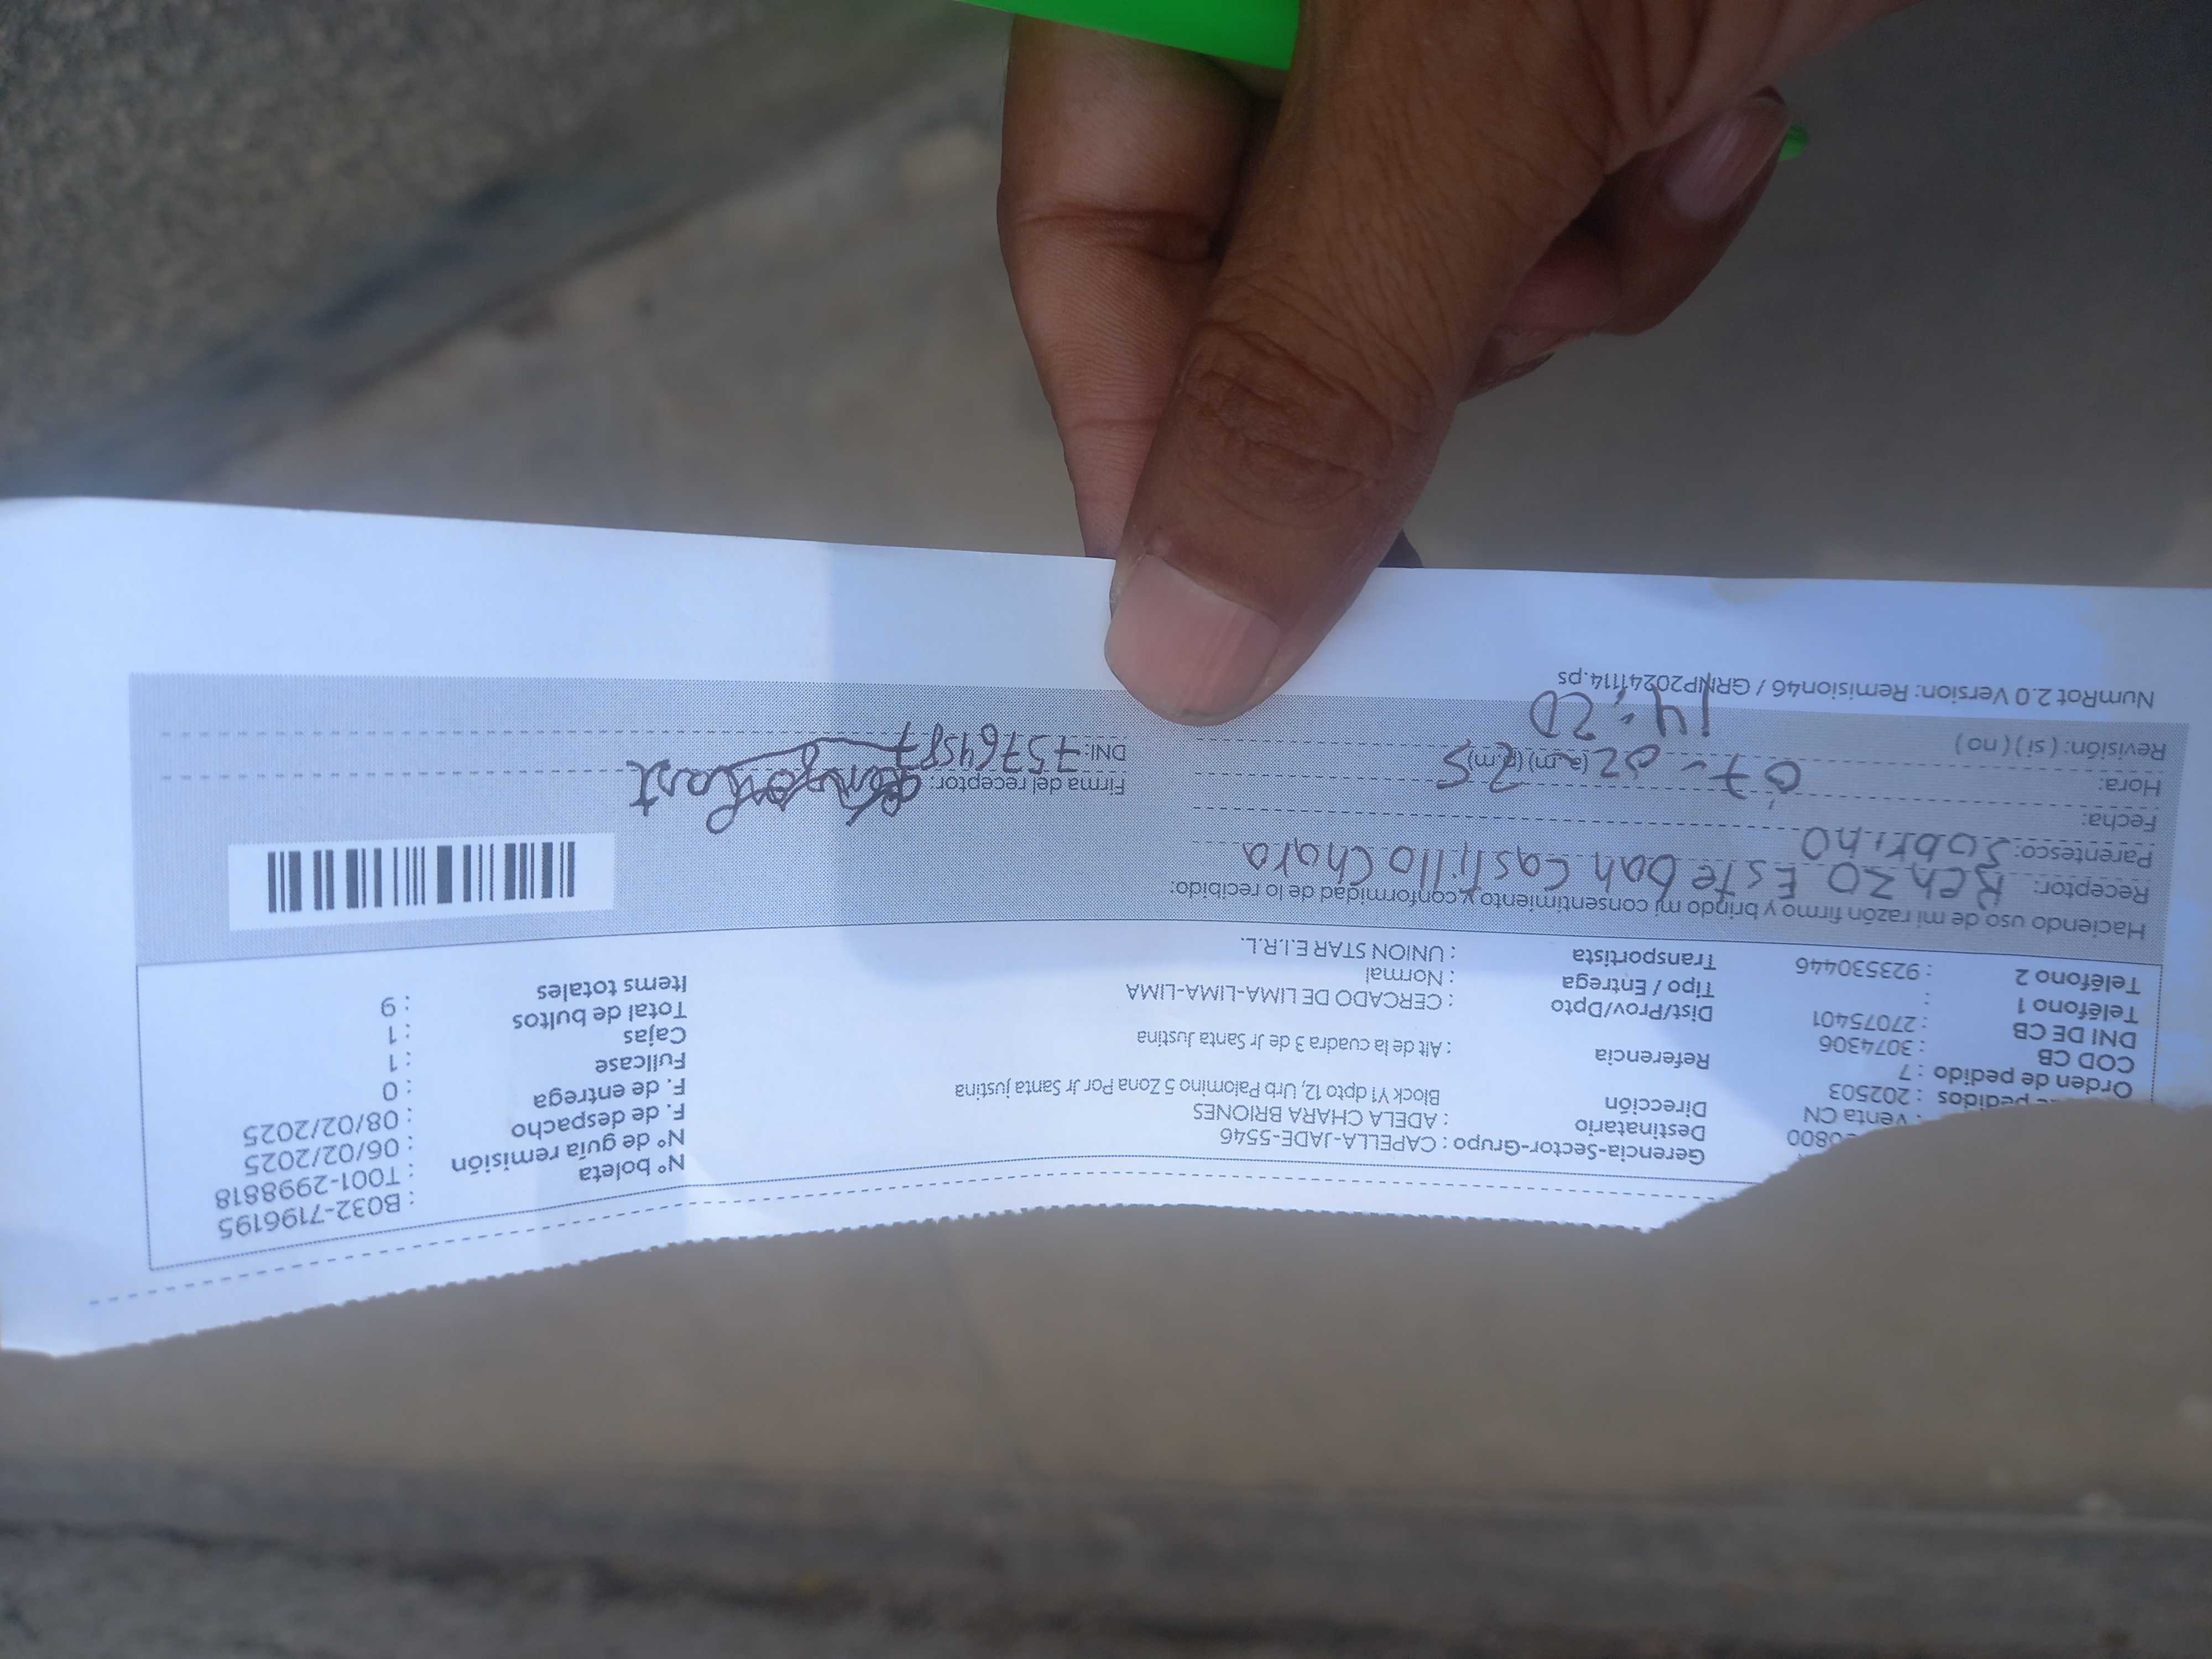 Nº boleta : B032-7196195
Nº de guía remisión : T001-2998818
F. de despacho : 06/02/2025
F. de entrega : 08/02/2025
Fullcase : 0
Cajas : 1
Total de bultos : 1
Items totales : 9
Gerencia-Sector-Grupo : CAPELLA-JADE-5546
Destinatario : ADELA CHARA BRIONES
Dirección Block Y1 dpto 12, Urb Palomino 5 Zona Por Jr Santa justina
Referencia : Alt de la cuadra 3 de Jr Santa Justina
Dist/Prov/Dpto : CERCADO DE LIMA-LIMA-LIMA
Tipo / Entrega : Normal
Transportista : UNION STAR E.I.R.L.
0800
: Venta CN
pedidos : 202503
Orden de pedido : 7
COD CB : 3074306
DNI DE CB : 27075401
Teléfono 1 :
Teléfono 2 : 923530446
Haciendo uso de mi razón firmo y brindo mi consentimiento y conformidad de lo recibido:
Receptor: Renzo Esteban Castillo Chara
Parentesco: Sobrino
Fecha:
Hora: 07-02-25 (a.m) (p.m)
Revisión: ( si ) ( no ) 14:20
Firma del receptor:
DNI: 75764587
NumRot 2.0 Version: Remision46 / GRNP20241114.ps